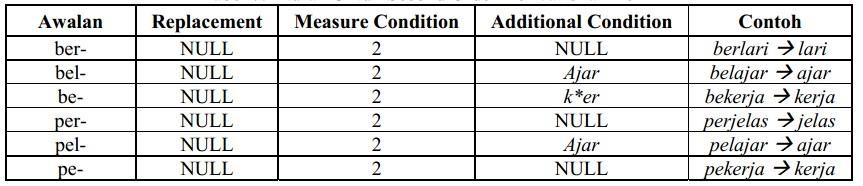 Awalan Replacement Measure Condition Additional Condition Contoh
ber- NULL 2 NULL berlari → lari
bel- NULL 2 Ajar belajar → ajar
be- NULL 2 k*er bekerja → kerja
per- NULL 2 NULL perjelas → jelas
pel- NULL 2 Ajar pelajar → ajar
pe- NULL 2 NULL pekerja → kerja